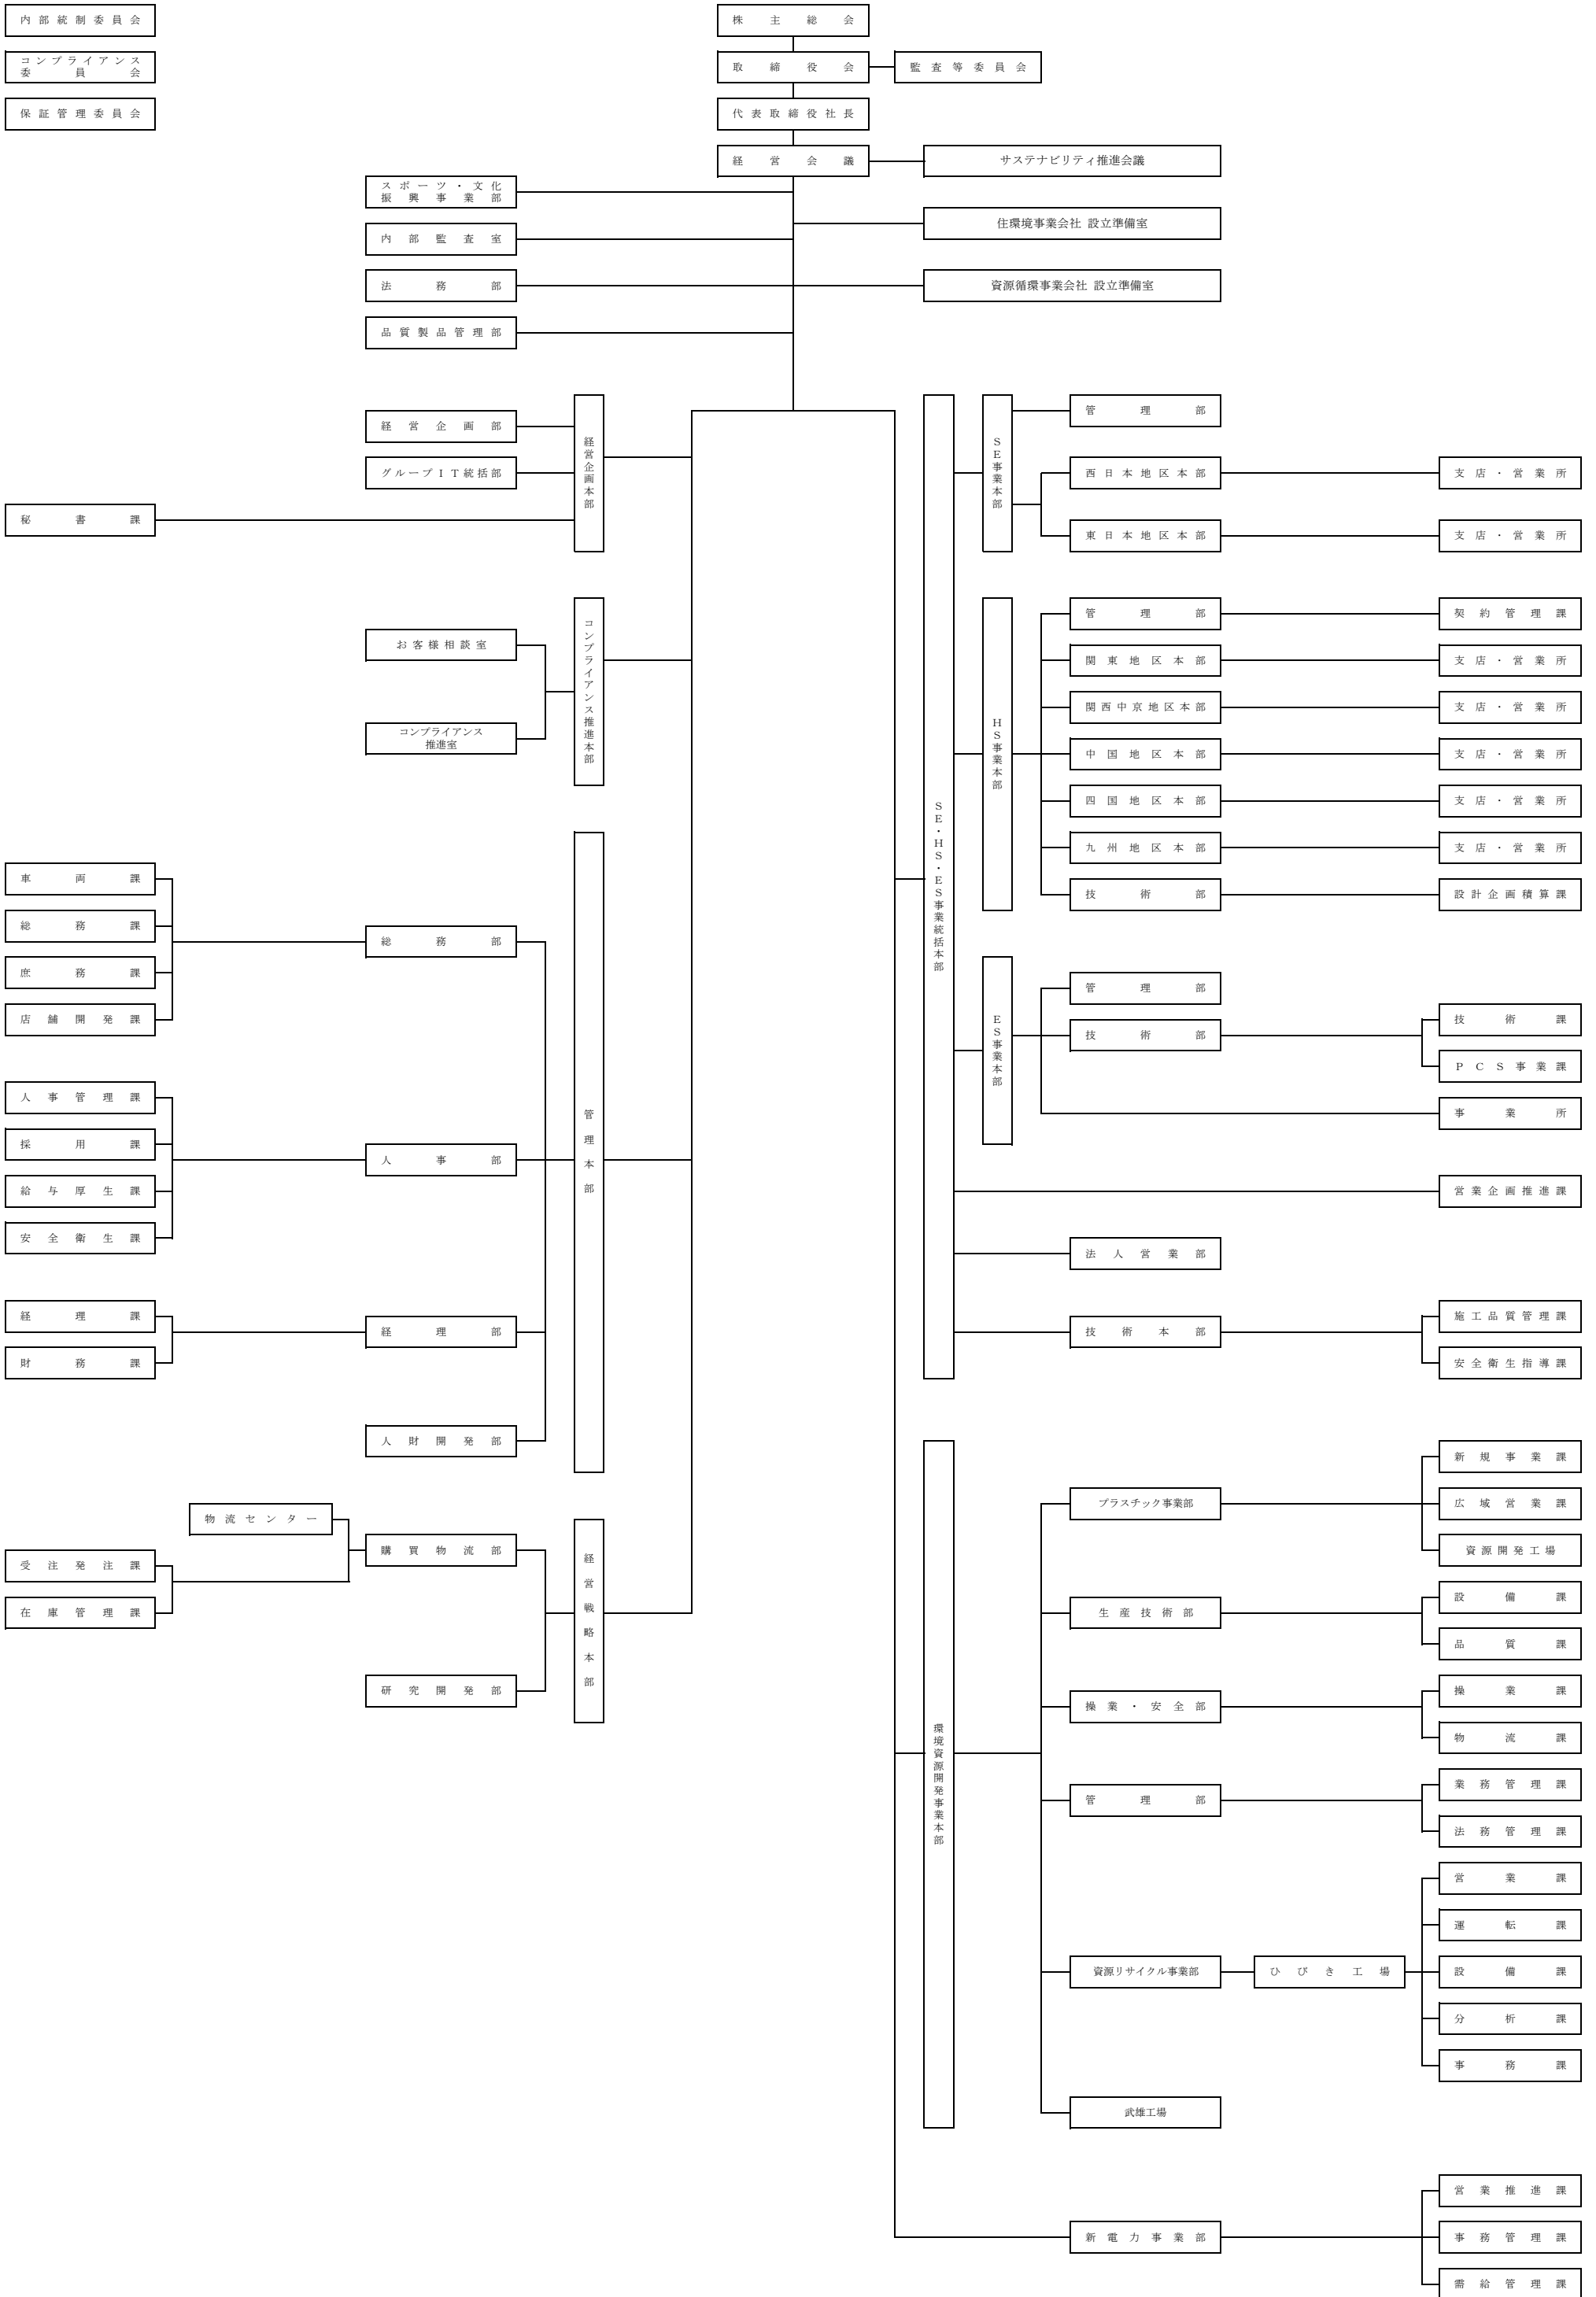 内部統制委員会
コンプライアンス
委員会
保証管理委員会
株主総会
取締役会
監査等委員会
代表取締役社長
経営会議
サステナビリティ推進会議
スポーツ・文化
振興事業部
住環境事業会社 設立準備室
内部監査室
法務部
資源循環事業会社 設立準備室
品質製品管理部
経営企画本部
経営企画部
グループIT統括部
秘書課
コンプライアンス推進本部
お客様相談室
コンプライアンス
推進室
管理本部
総務部
車両課
総務課
庶務課
店舗開発課
人事部
人事管理課
採用課
給与厚生課
安全衛生課
経理部
経理課
財務課
人財開発部
経営戦略本部
物流センター
購買物流部
受注発注課
在庫管理課
研究開発部
SE・HS・ES事業統括本部
SE事業本部
管理部
西日本地区本部
支店・営業所
東日本地区本部
支店・営業所
HS事業本部
管理部
契約管理課
関東地区本部
支店・営業所
関西中京地区本部
支店・営業所
中国地区本部
支店・営業所
四国地区本部
支店・営業所
九州地区本部
支店・営業所
技術部
設計企画積算課
ES事業本部
管理部
技術部
技術課
PCS事業課
事業所
営業企画推進課
法人営業部
技術本部
施工品質管理課
安全衛生指導課
環境資源開発事業本部
プラスチック事業部
新規事業課
広域営業課
資源開発工場
生産技術部
設備課
品質課
操業・安全部
操業課
物流課
管理部
業務管理課
法務管理課
資源リサイクル事業部
ひびき工場
営業課
運転課
設備課
分析課
事務課
武雄工場
新電力事業部
営業推進課
事務管理課
需給管理課